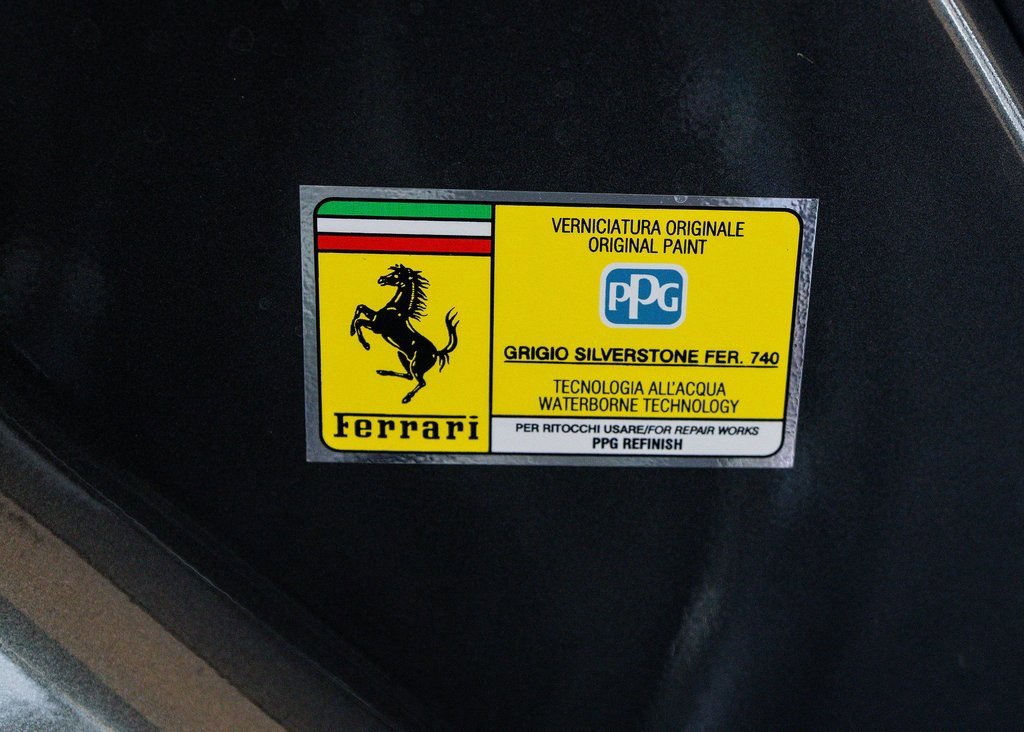 Ferrari
VERNICIATURA ORIGINALE
ORIGINAL PAINT
PPG
GRIGIO SILVERSTONE FER. 740
TECNOLOGIA ALL'ACQUA
WATERBORNE TECHNOLOGY
PER RITOCCHI USARE/FOR REPAIR WORKS
PPG REFINISH